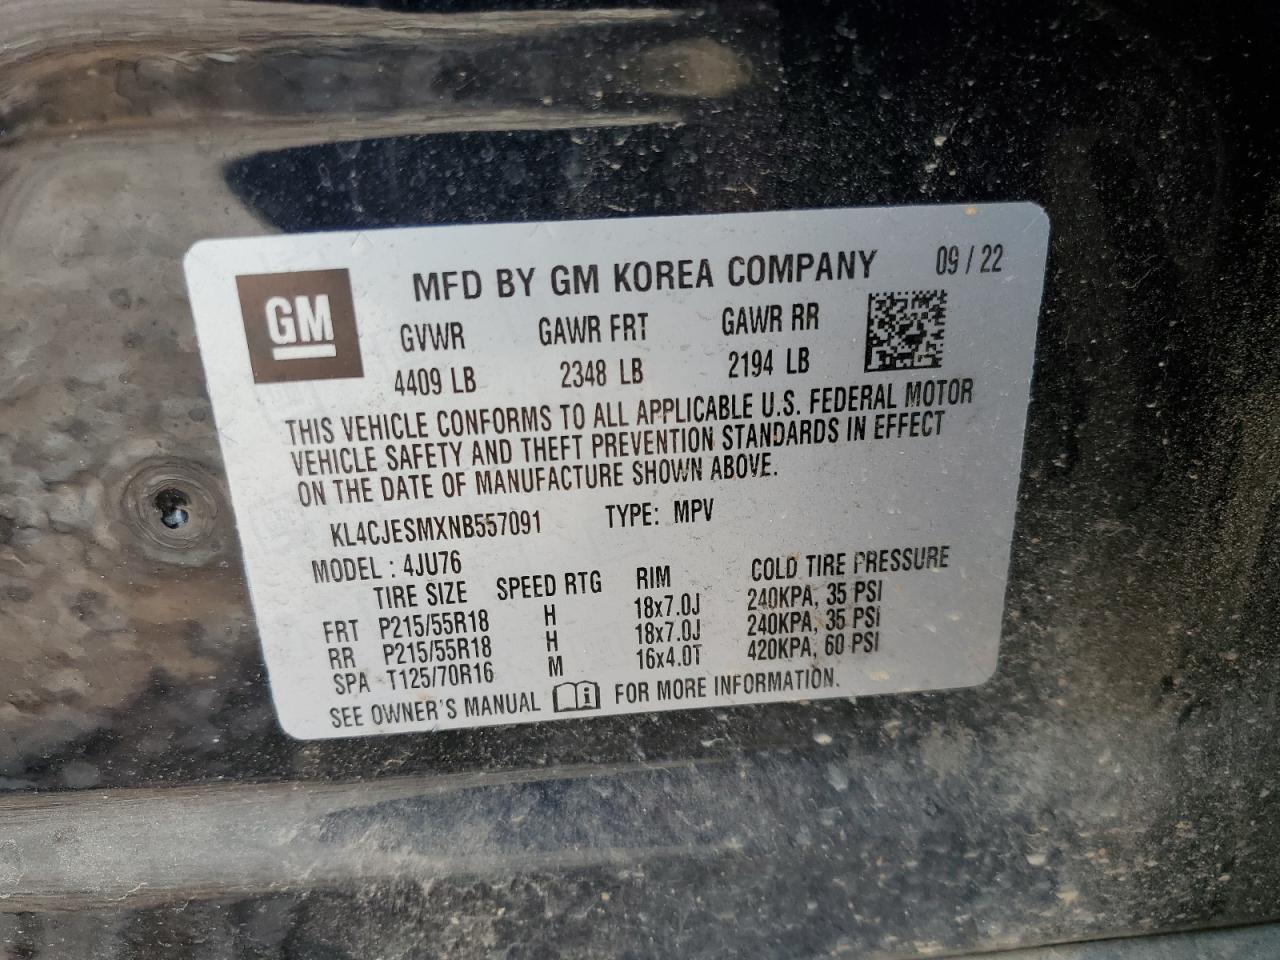 GM
MFD BY GM KOREA COMPANY 09 / 22
GVWR GAWR FRT GAWR RR
4409 LB 2348 LB 2194 LB
THIS VEHICLE CONFORMS TO ALL APPLICABLE U.S. FEDERAL MOTOR
VEHICLE SAFETY AND THEFT PREVENTION STANDARDS IN EFFECT
ON THE DATE OF MANUFACTURE SHOWN ABOVE.
KL4CJESMXNB557091 TYPE: MPV
MODEL : 4JU76
TIRE SIZE SPEED RTG RIM COLD TIRE PRESSURE
FRT P215/55R18 H 18x7.0J 240KPA, 35 PSI
RR P215/55R18 H 18x7.0J 240KPA, 35 PSI
SPA T125/70R16 M 16x4.0T 420KPA, 60 PSI
SEE OWNER'S MANUAL FOR MORE INFORMATION.